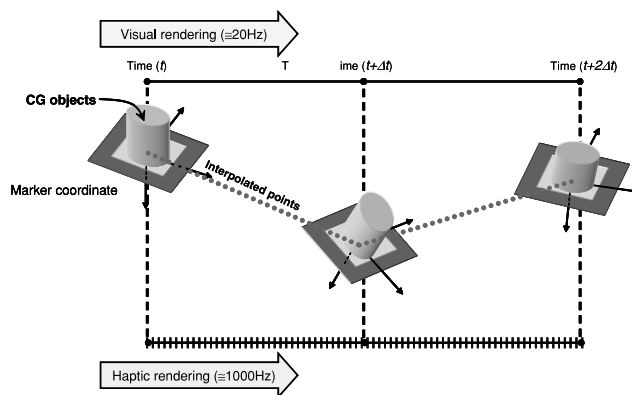 Visual rendering (≅20Hz)
Time (t) T ime (t+Δt) Time (t+2Δt)
CG objects
Interpolated points
Marker coordinate
Haptic rendering (≅1000Hz)